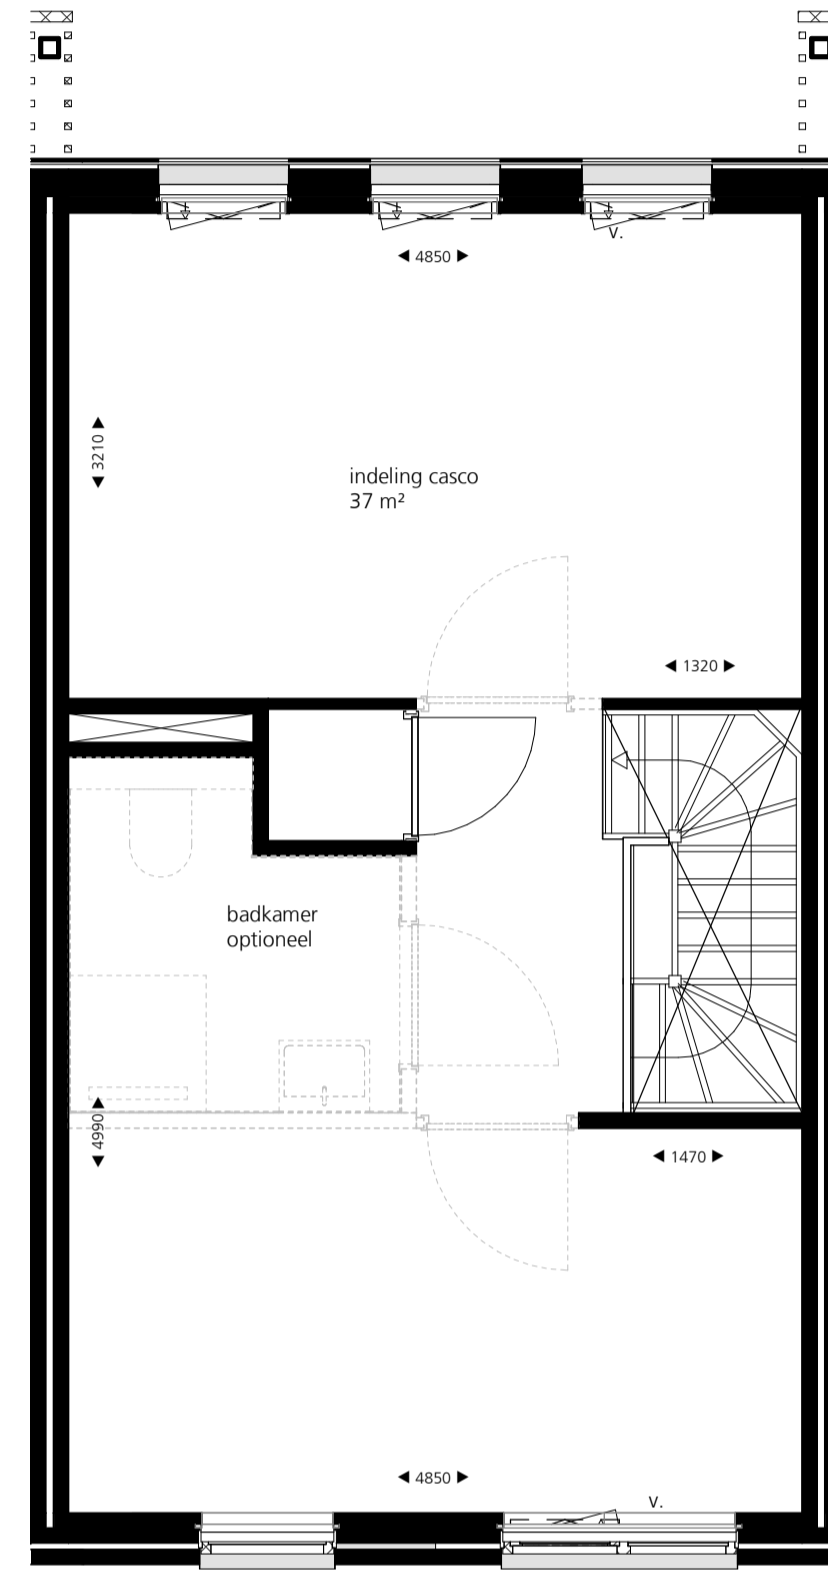 v.
4850
3210
indeling casco
37 m²
1320
badkamer
optioneel
4990
1470
4850
v.